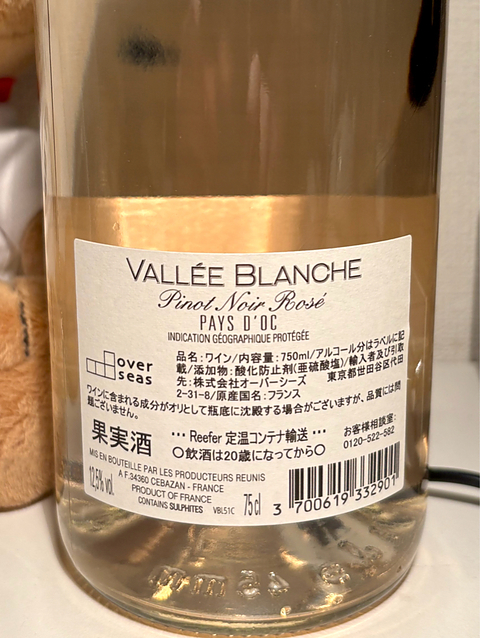 VALLÉE BLANCHE
Pinot Noir Rosé
PAYS D'OC
INDICATION GÉOGRAPHIQUE PROTÉGÉE
over
seas
品名:ワイン/内容量:750ml/アルコール分はラベルに記
載/添加物:酸化防止剤(亜硫酸塩)/輸入者及び引取
先:株式会社オーバーシーズ 東京都世田谷区代田
2-31-8/原産国名:フランス
ワインに含まれる成分がオリとして瓶底に沈殿する場合がございますが、品質には問
題ございません。
果実酒
••• Reefer 定温コンテナ輸送 •••
○飲酒は20歳になってから○
お客様相談室:
0120-522-582
MIS EN BOUTEILLE PAR LES PRODUCTEURS REUNIS
A F.34360 CEBAZAN - FRANCE
PRODUCT OF FRANCE
CONTAINS SULPHITES VBL51C
12,5% vol.
75cl
3 700619 332901